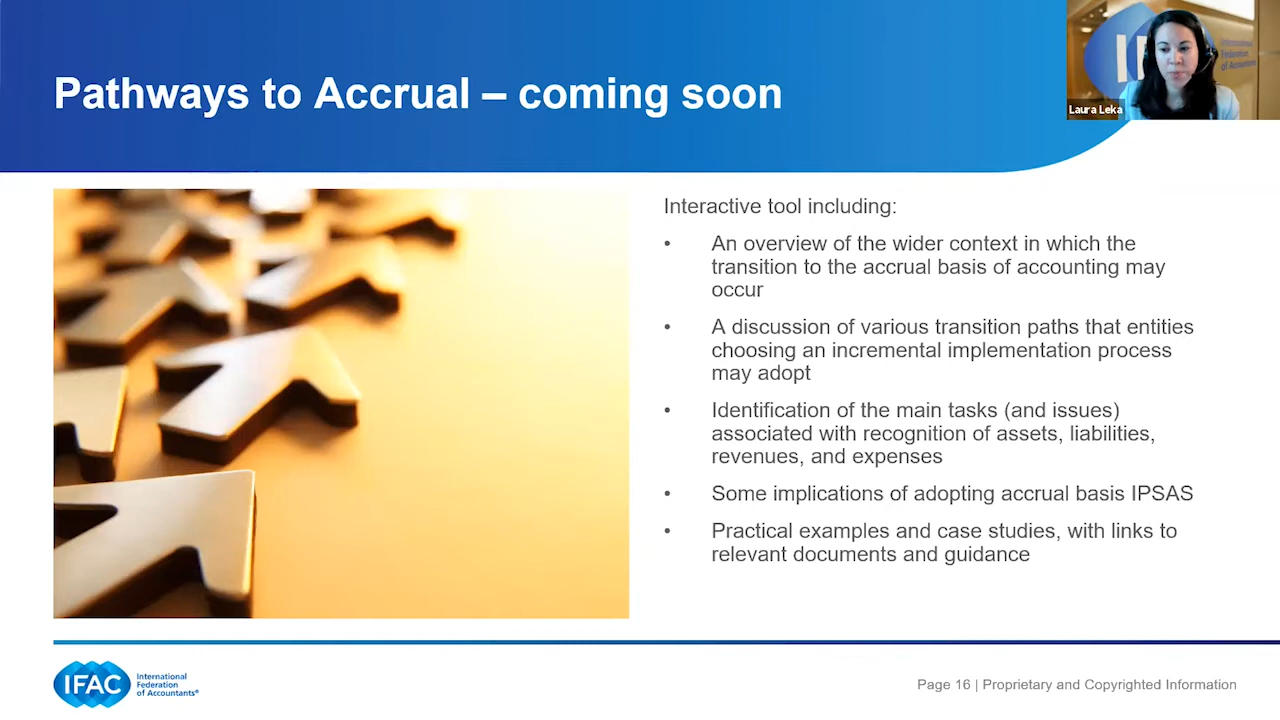 Pathways to Accrual – coming soon
Laura Leka
Interactive tool including:
• An overview of the wider context in which the
transition to the accrual basis of accounting may
occur
• A discussion of various transition paths that entities
choosing an incremental implementation process
may adopt
• Identification of the main tasks (and issues)
associated with recognition of assets, liabilities,
revenues, and expenses
• Some implications of adopting accrual basis IPSAS
• Practical examples and case studies, with links to
relevant documents and guidance
IFAC
International
Federation
of Accountants®
Page 16 | Proprietary and Copyrighted Information